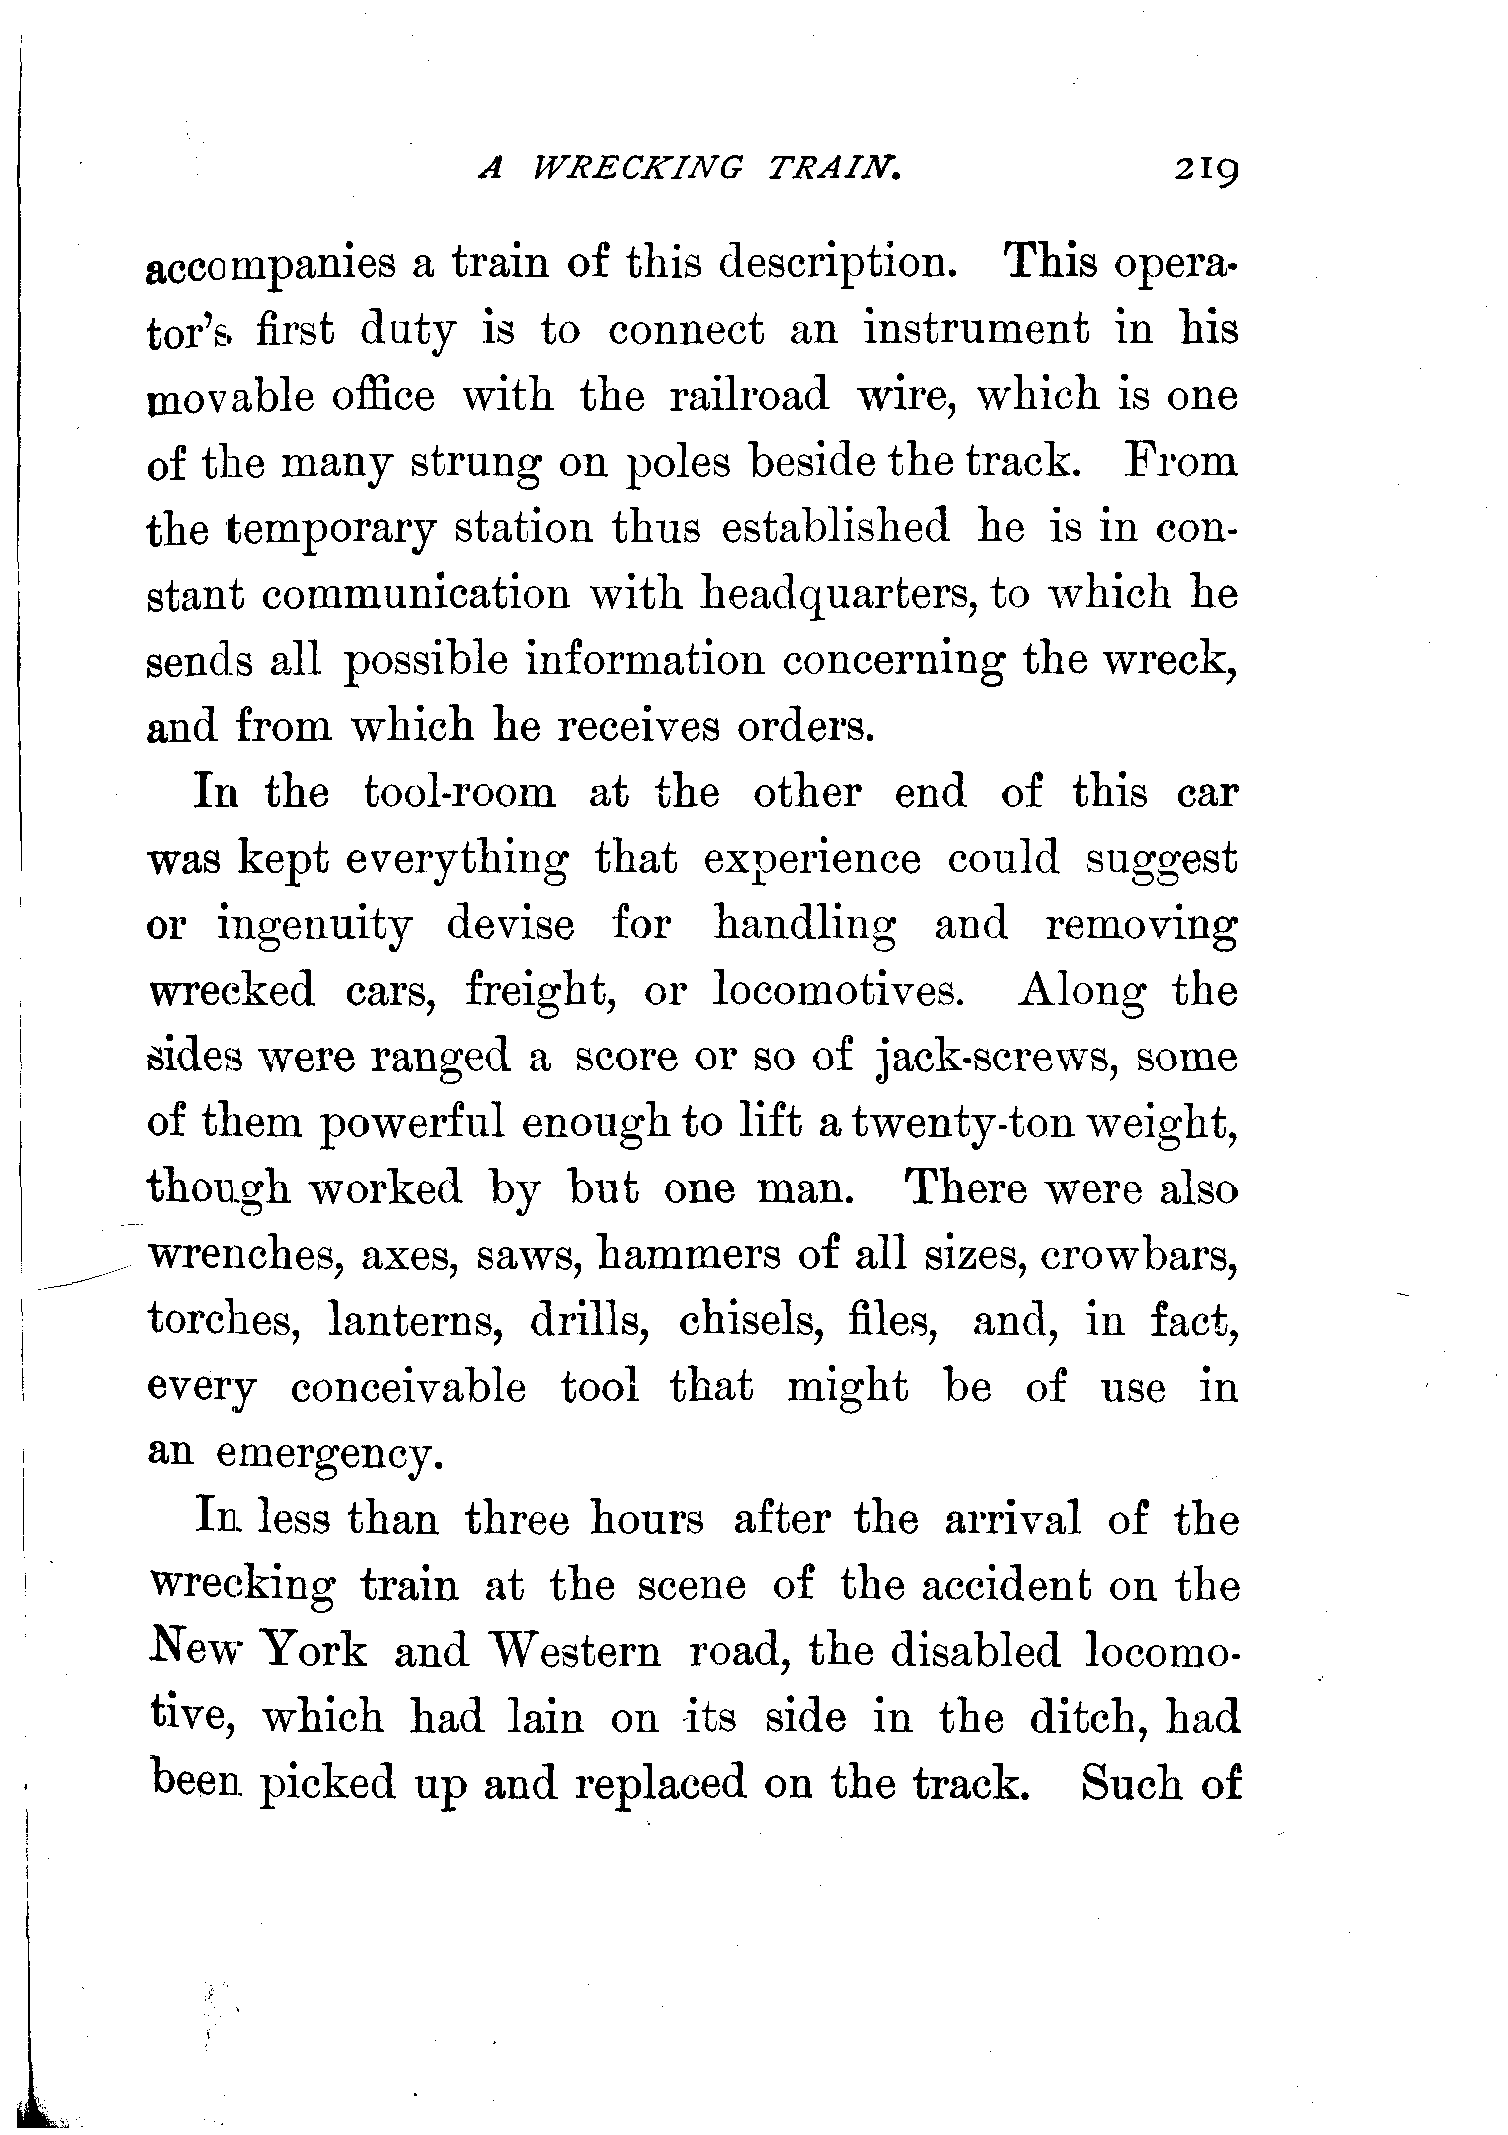 A WRECKING TRAIN. 219
accompanies a train of this description. This opera-
tor's first duty is to connect an instrument in his
movable office with the railroad wire, which is one
of the many strung on poles beside the track. From
the temporary station thus established he is in con-
stant communication with headquarters, to which he
sends all possible information concerning the wreck,
and from which he receives orders.
In the tool-room at the other end of this car
was kept everything that experience could suggest
or ingenuity devise for handling and removing
wrecked cars, freight, or locomotives. Along the
sides were ranged a score or so of jack-screws, some
of them powerful enough to lift a twenty-ton weight,
though worked by but one man. There were also
wrenches, axes, saws, hammers of all sizes, crowbars,
torches, lanterns, drills, chisels, files, and, in fact,
every conceivable tool that might be of use in
an emergency.
In less than three hours after the arrival of the
wrecking train at the scene of the accident on the
New York and Western road, the disabled locomo-
tive, which had lain on its side in the ditch, had
been picked up and replaced on the track. Such of